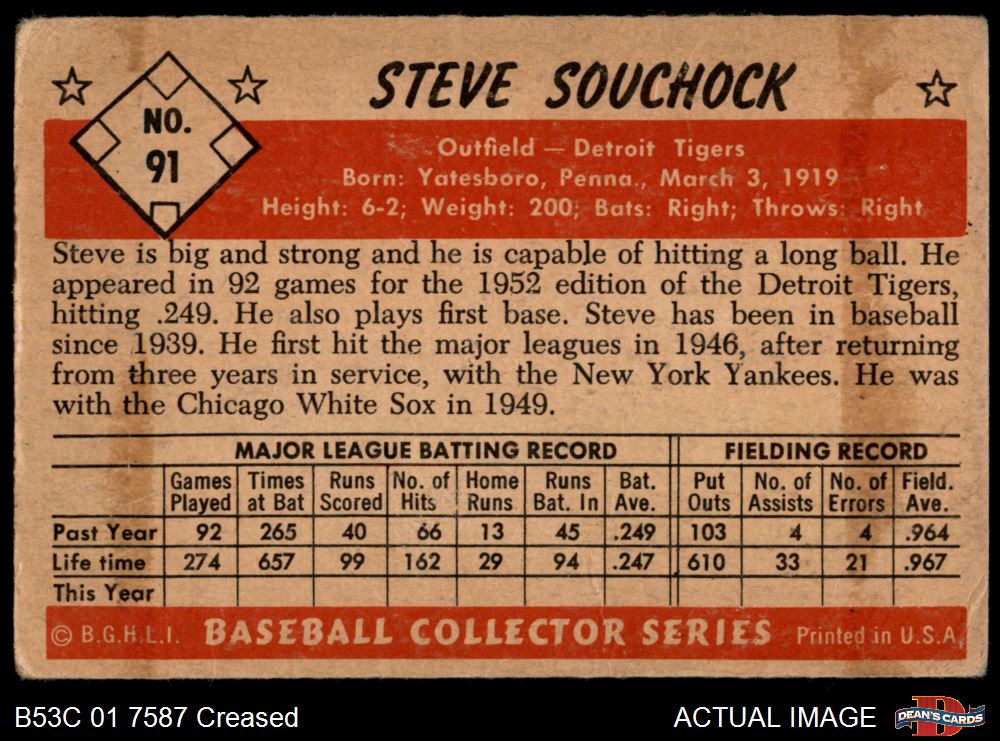 NO.
91
STEVE SOUCHOCK
Outfield — Detroit Tigers
Born: Yatesboro, Penna., March 3, 1919
Height: 6-2; Weight: 200; Bats: Right; Throws: Right
Steve is big and strong and he is capable of hitting a long ball. He
appeared in 92 games for the 1952 edition of the Detroit Tigers,
hitting .249. He also plays first base. Steve has been in baseball
since 1939. He first hit the major leagues in 1946, after returning
from three years in service, with the New York Yankees. He was
with the Chicago White Sox in 1949.
MAJOR LEAGUE BATTING RECORD FIELDING RECORD
Games Times Runs No. of Home Runs Bat. Put No. of No. of Field.
Played at Bat Scored Hits Runs Bat. In Ave. Outs Assists Errors Ave.
Past Year 92 265 40 66 13 45 .249 103 4 4 .964
Life time 274 657 99 162 29 94 .247 610 33 21 .967
This Year
© B.G.H.L.I. BASEBALL COLLECTOR SERIES Printed in U.S.A.
B53C 01 7587 Creased ACTUAL IMAGE DEAN'S CARDS